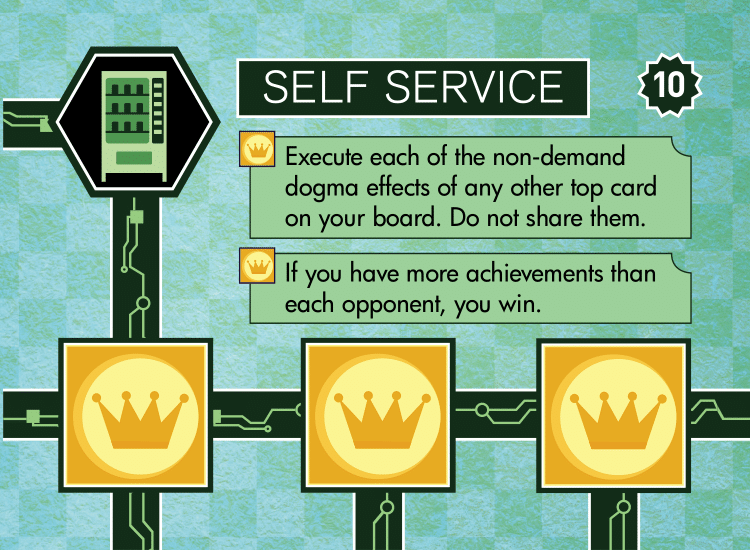 SELF SERVICE
10
Execute each of the non-demand
dogma effects of any other top card
on your board. Do not share them.
If you have more achievements than
each opponent, you win.